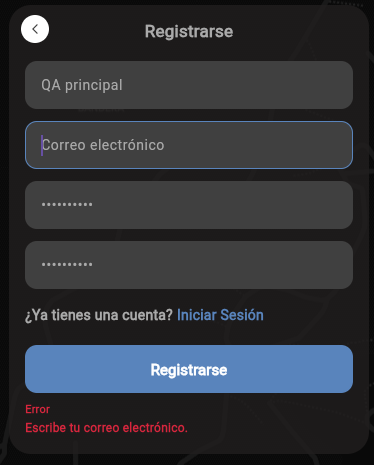 Registrarse
QA principal
Correo electrónico
••••••••••
••••••••••
¿Ya tienes una cuenta? Iniciar Sesión
Registrarse
Error
Escribe tu correo electrónico.